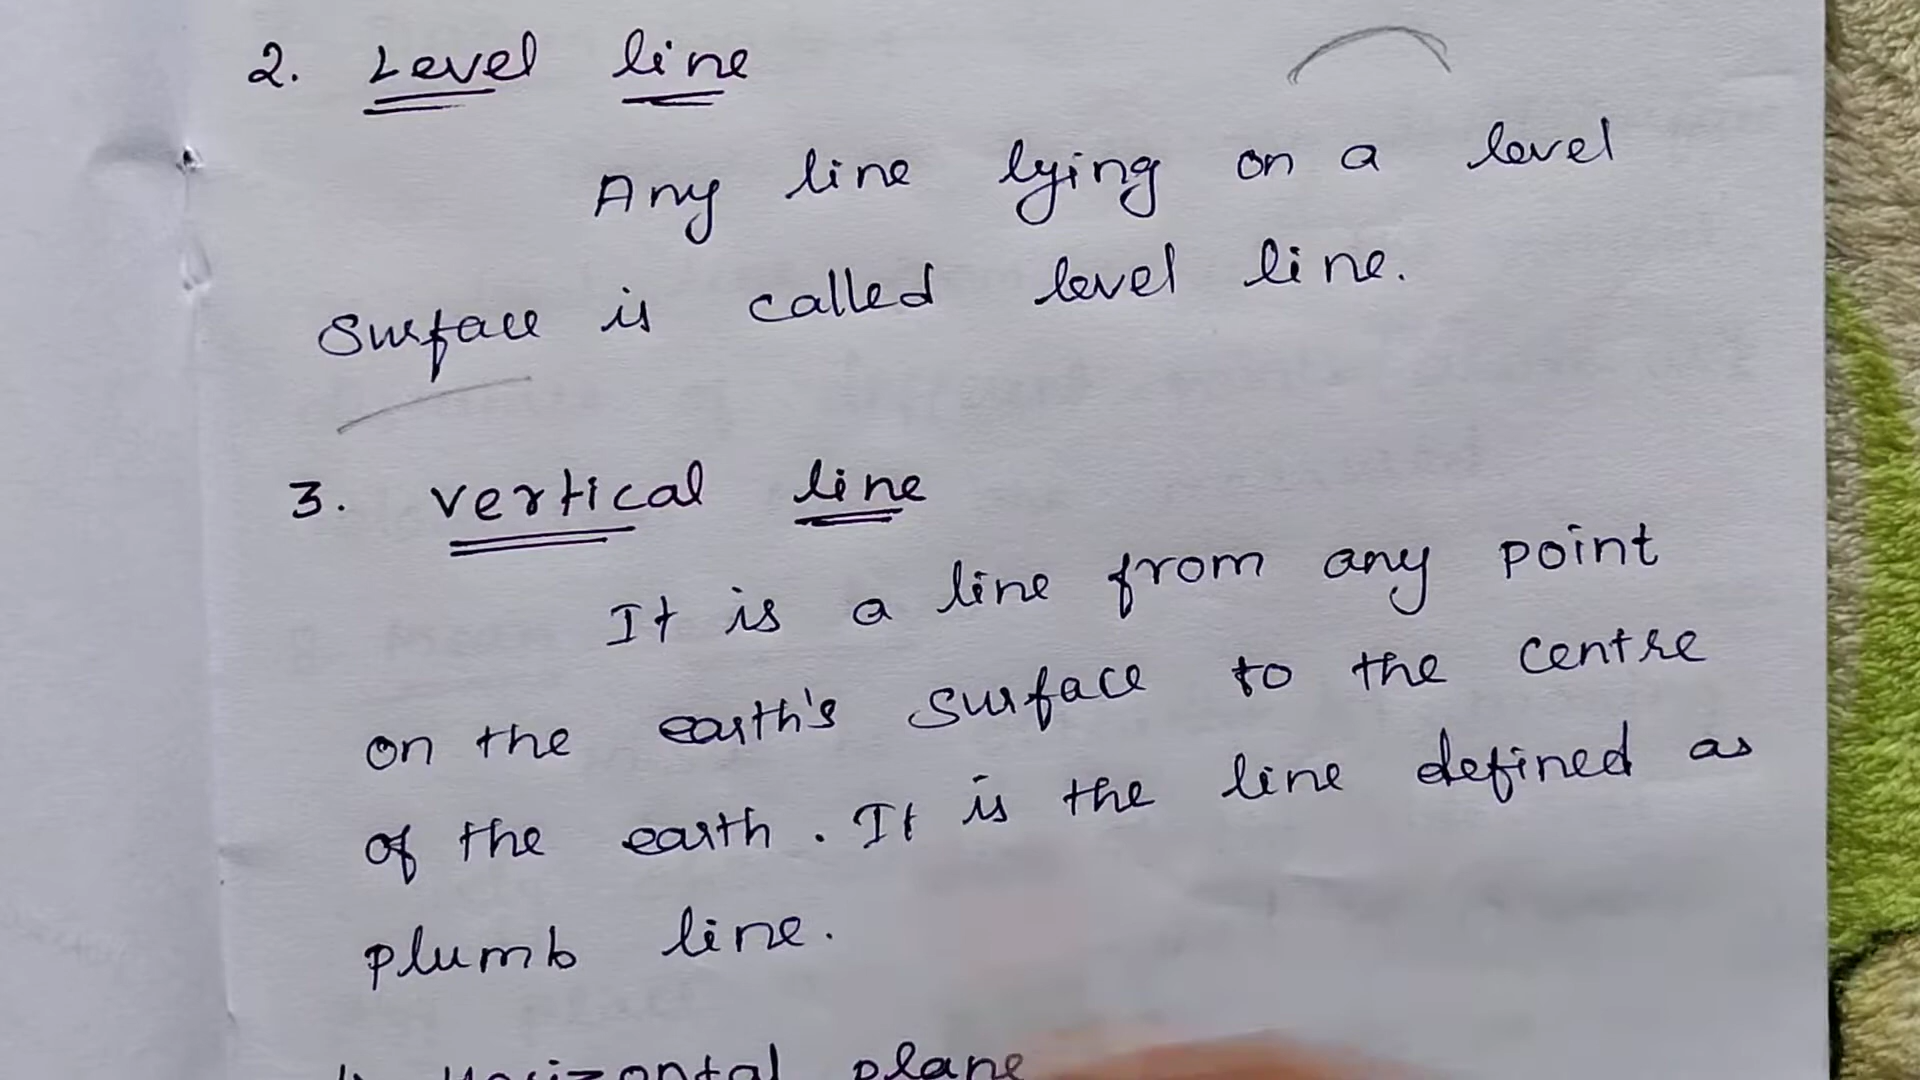 2. Level line
Any line lying on a level
surface is called level line.
3. vertical line
It is a line from any point
on the earth's surface to the centre
of the earth. It is the line defined as
plumb line.
Horizontal plane